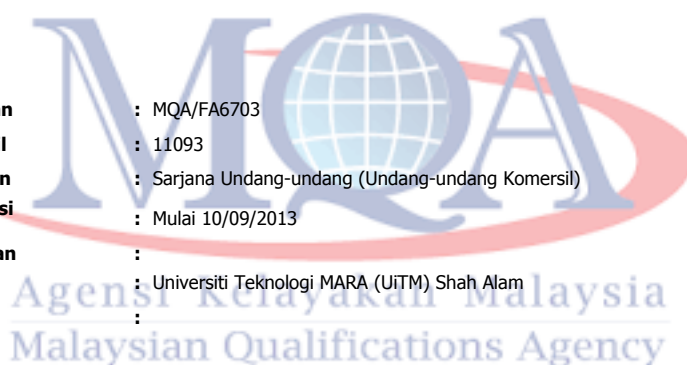 MQA
an : MQA/FA6703
l : 11093
n : Sarjana Undang-undang (Undang-undang Komersil)
si : Mulai 10/09/2013
an :
: Universiti Teknologi MARA (UiTM) Shah Alam
:
Agensi Kelayakan Malaysia
Malaysian Qualifications Agency